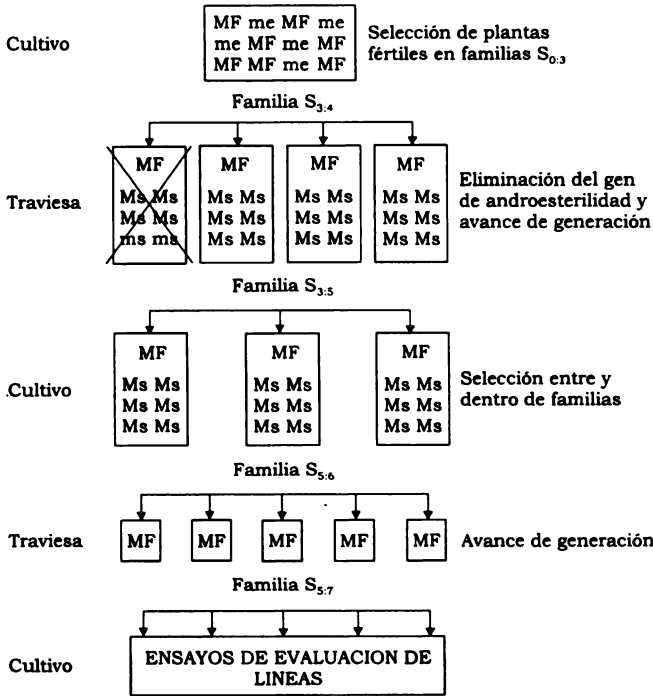 Cultivo
MF me MF me
me MF me MF
MF MF me MF
Selección de plantas
fértiles en familias S0:3
Familia S3:4
Traviesa
MF MF MF MF
Ms Ms Ms Ms Ms Ms Ms Ms
Ms Ms Ms Ms Ms Ms Ms Ms
ms ms Ms Ms Ms Ms Ms Ms
Eliminación del gen
de androesterilidad y
avance de generación
Familia S3:5
.Cultivo
MF MF MF
Ms Ms Ms Ms Ms Ms
Ms Ms Ms Ms Ms Ms
Ms Ms Ms Ms Ms Ms
Selección entre y
dentro de familias
Familia S5:6
Traviesa
MF MF MF MF MF
Avance de generación
Familia S5:7
Cultivo
ENSAYOS DE EVALUACION DE
LINEAS